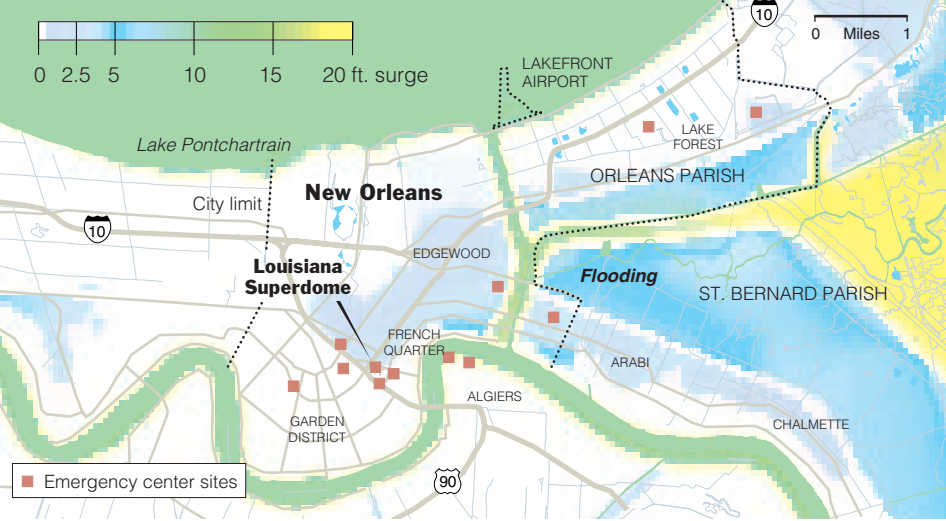 0 2.5 5 10 15 20 ft. surge
10
0 Miles 1
LAKEFRONT
AIRPORT
Lake Pontchartrain
LAKE
FOREST
ORLEANS PARISH
New Orleans
City limit
10
EDGEWOOD
Louisiana
Superdome
Flooding
ST. BERNARD PARISH
FRENCH
QUARTER
ARABI
ALGIERS
GARDEN
DISTRICT
CHALMETTE
Emergency center sites
90